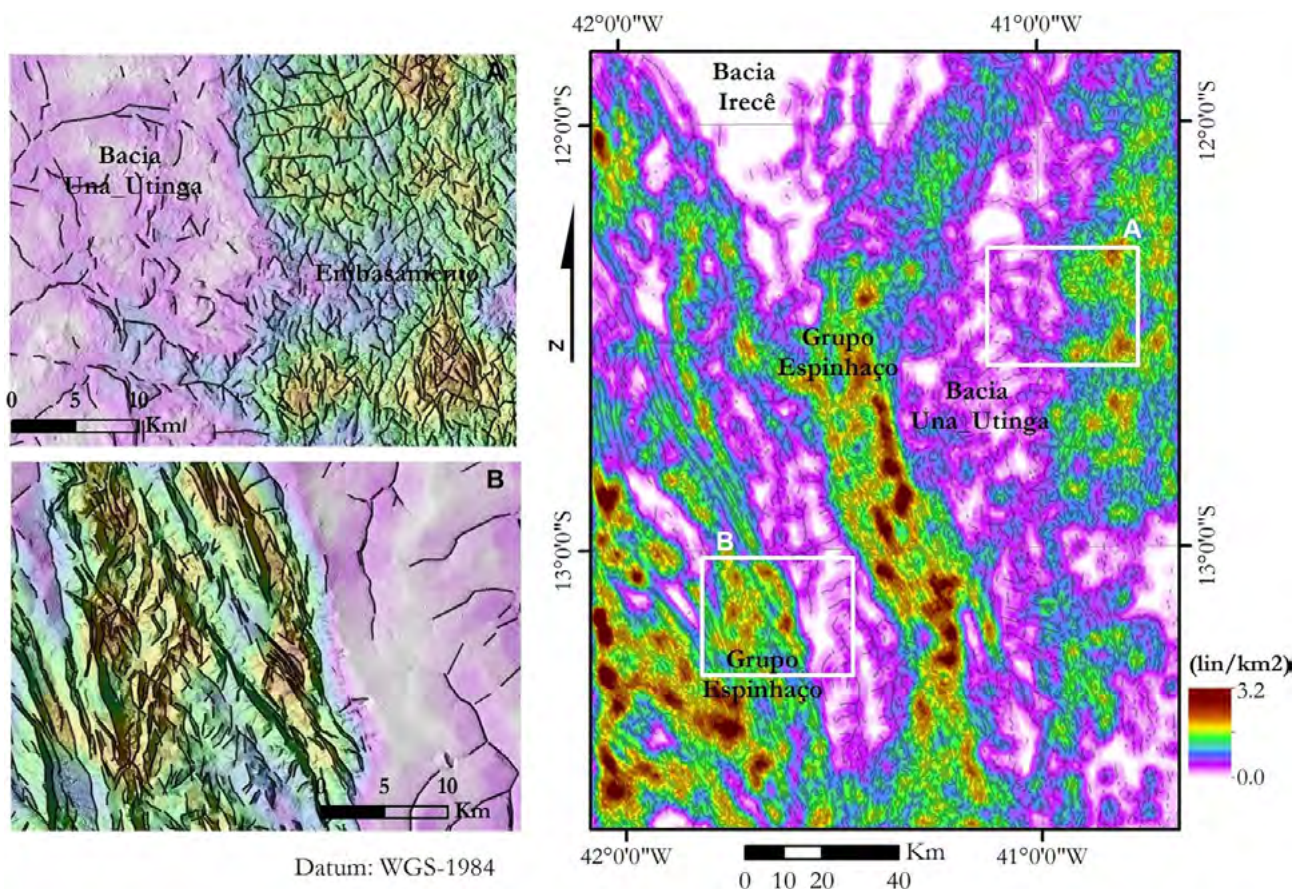 A
Bacia
Una_Utinga
Embasamento
0 5 10
Km
B
0 5 10
Km
Datum: WGS-1984
42°0'0"W 41°0'0"W
12°0'0"S
13°0'0"S
12°0'0"S
13°0'0"S
Bacia
Irecê
A
N
Grupo
Espinhaço
Bacia
Una_Utinga
B
Grupo
Espinhaço
(lin/km2)
3.2
0.0
42°0'0"W 41°0'0"W
Km
0 10 20 40